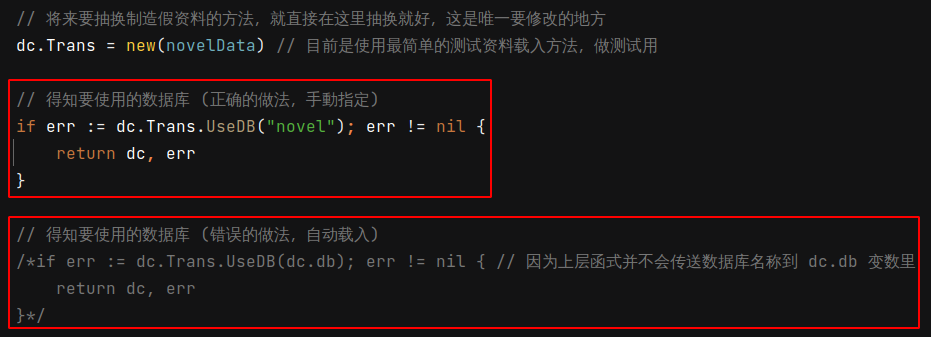 // 将来要抽换制造假资料的方法，就直接在这里抽换就好，这是唯一要修改的地方
dc.Trans = new(novelData) // 目前是使用最简单的测试资料载入方法，做测试用
// 得知要使用的数据库 (正确的做法，手動指定)
if err := dc.Trans.UseDB("novel"); err != nil {
return dc, err
}
// 得知要使用的数据库 (错误的做法，自动载入)
/*if err := dc.Trans.UseDB(dc.db); err != nil { // 因为上层函式并不会传送数据库名称到 dc.db 变数里
return dc, err
}*/